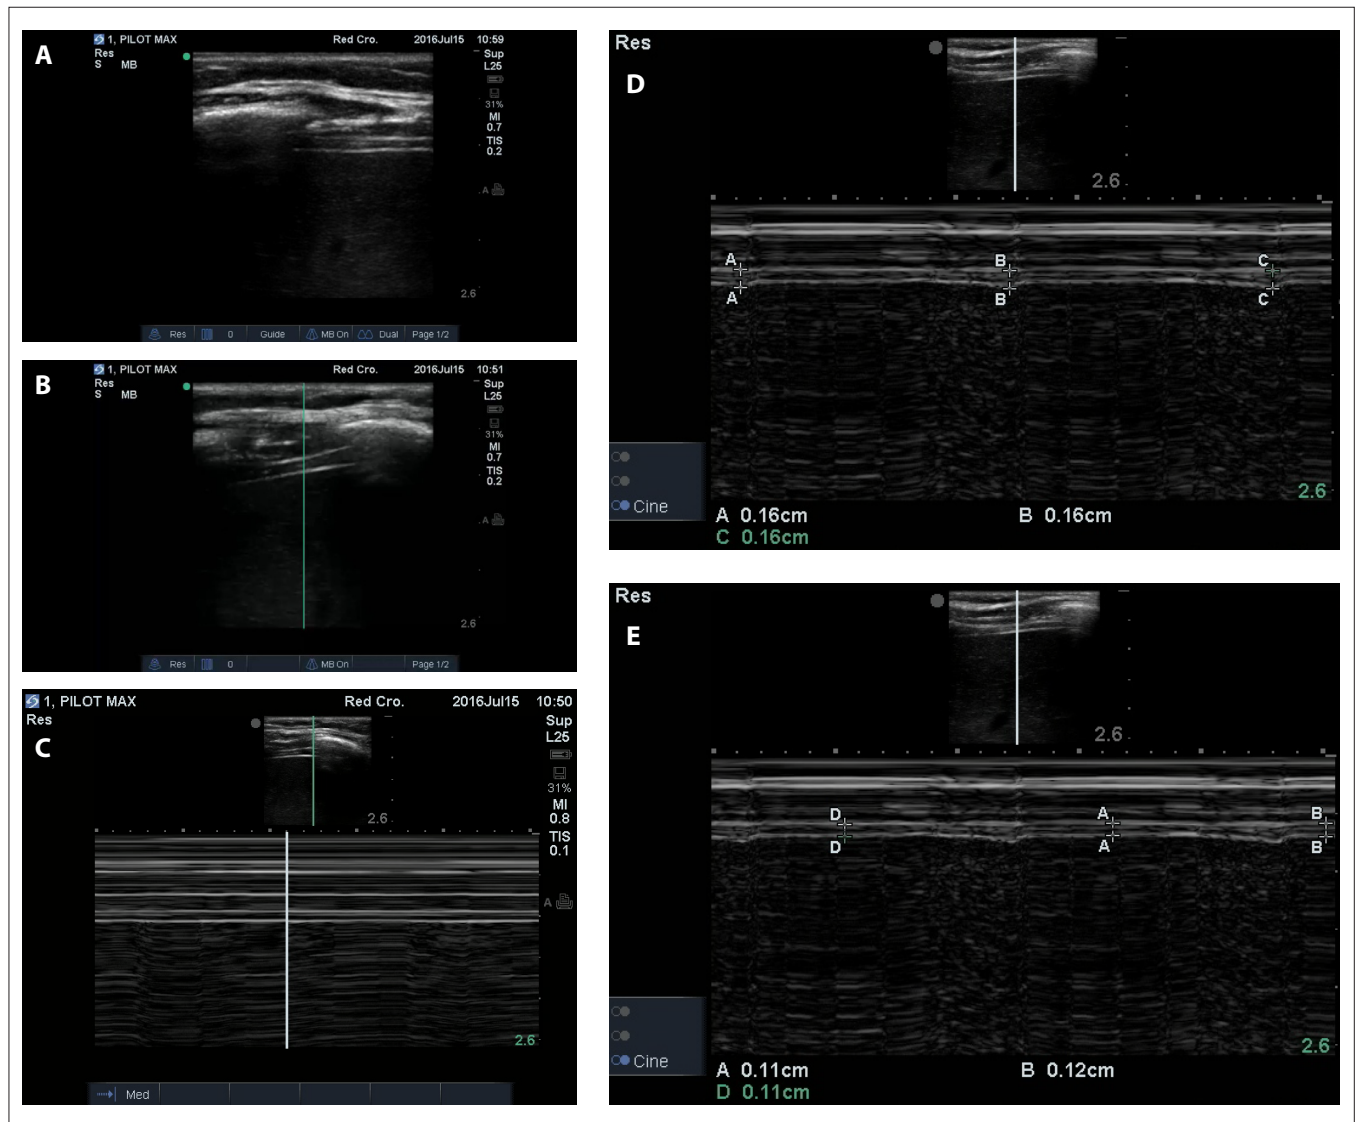 A
1, PILOT MAX Red Cro. 2016Jul15 10:59
Res
S MB
Sup
L25
31%
MI
0.7
TIS
0.2
A
2.6
Res 0 Guide MB On Dual Page 1/2
B
1, PILOT MAX Red Cro. 2016Jul15 10:51
Res
S MB
Sup
L25
31%
MI
0.7
TIS
0.2
A
2.6
Res 0 MB On Page 1/2
C
1, PILOT MAX Red Cro. 2016Jul15 10:50
Res
Sup
L25
31%
MI
0.8
TIS
0.1
A
2.6
2.6
Med
D
Res
2.6
A B C
A B C
2.6
Cine
A 0.16cm B 0.16cm
C 0.16cm
E
Res
2.6
D A B
D A B
2.6
Cine
A 0.11cm B 0.12cm
D 0.11cm